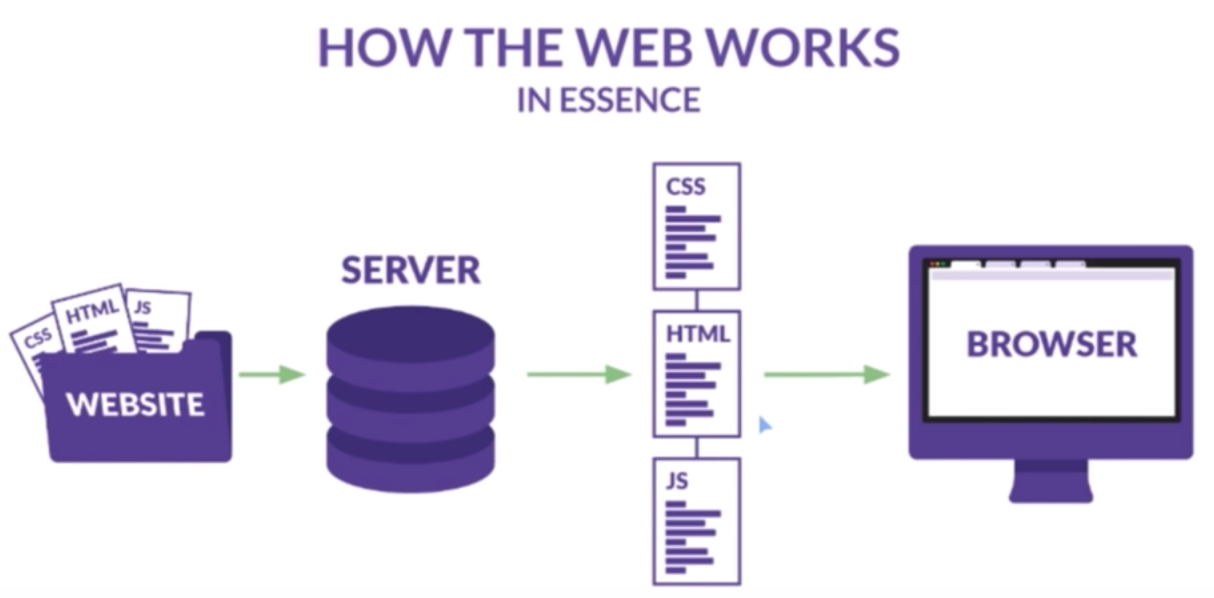 HOW THE WEB WORKS
IN ESSENCE
CSS
HTML
JS
WEBSITE
SERVER
CSS
HTML
JS
BROWSER